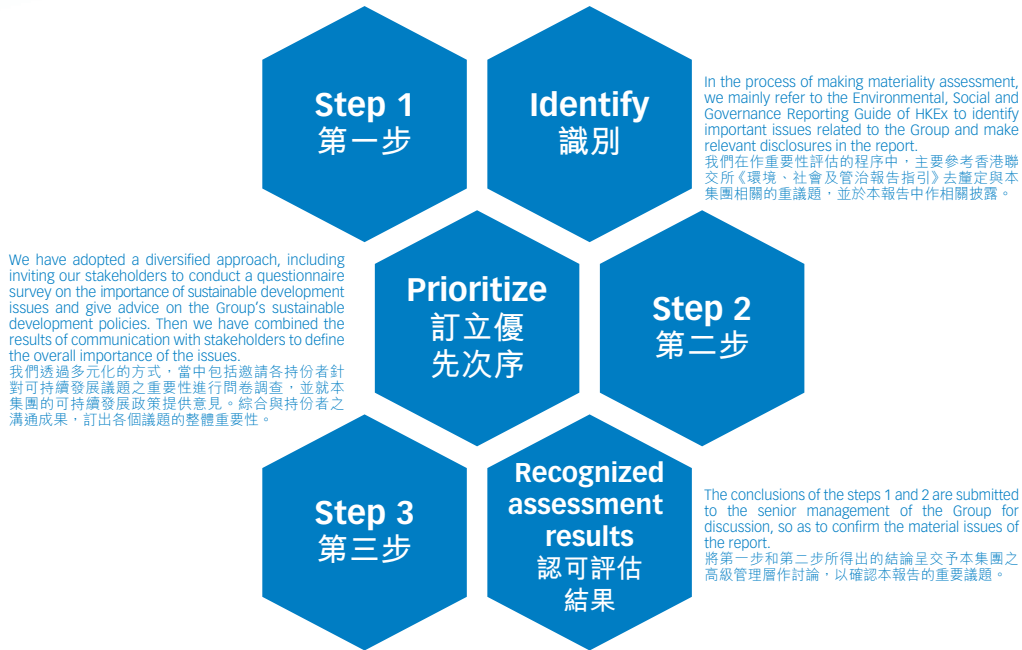 Step 1
第一步
Identify
識別
In the process of making materiality assessment,
we mainly refer to the Environmental, Social and
Governance Reporting Guide of HKEx to identify
important issues related to the Group and make
relevant disclosures in the report.
我們在作重要性評估的程序中，主要參考香港聯
交所《環境、社會及管治報告指引》去釐定與本
集團相關的重議題，並於本報告中作相關披露。
We have adopted a diversified approach, including
inviting our stakeholders to conduct a questionnaire
survey on the importance of sustainable development
issues and give advice on the Group's sustainable
development policies. Then we have combined the
results of communication with stakeholders to define
the overall importance of the issues.
我們透過多元化的方式，當中包括邀請各持份者針
對可持續發展議題之重要性進行問卷調查，並就本
集團的可持續發展政策提供意見。綜合與持份者之
溝通成果，訂出各個議題的整體重要性。
Prioritize
訂立優
先次序
Step 2
第二步
Step 3
第三步
Recognized
assessment
results
認可評估
結果
The conclusions of the steps 1 and 2 are submitted
to the senior management of the Group for
discussion, so as to confirm the material issues of
the report.
將第一步和第二步所得出的結論呈交予本集團之
高級管理層作討論，以確認本報告的重要議題。